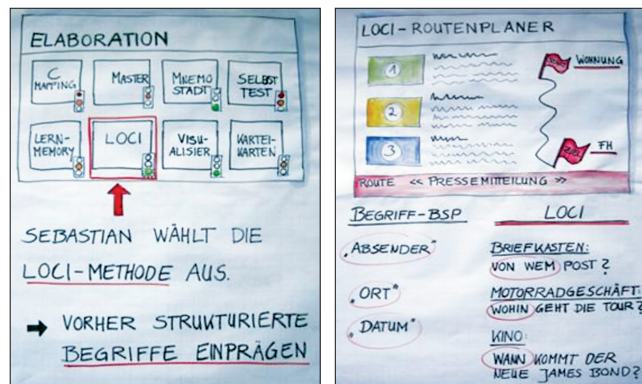 ELABORATION
C MAPPING
MASTER
MNEMO STADT
SELBST TEST
LERN-MEMORY
LOCI
VISU-ALISIER
KARTEI-KARTEN
SEBASTIAN WÄHLT DIE
LOCI-METHODE AUS.
VORHER STRUKTURIERTE
BEGRIFFE EINPRÄGEN
LOCI-ROUTENPLANER
1
2
3
WOHNUNG
FH
ROUTE << PRESSEMITTEILUNG >>
BEGRIFF-BSP
LOCI
"ABSENDER"
BRIEFKASTEN:
VON WEM POST?
"ORT"
MOTORRADGESCHÄFT:
WOHIN GEHT DIE TOUR?
"DATUM"
KINO:
WANN KOMMT DER
NEUE JAMES BOND?